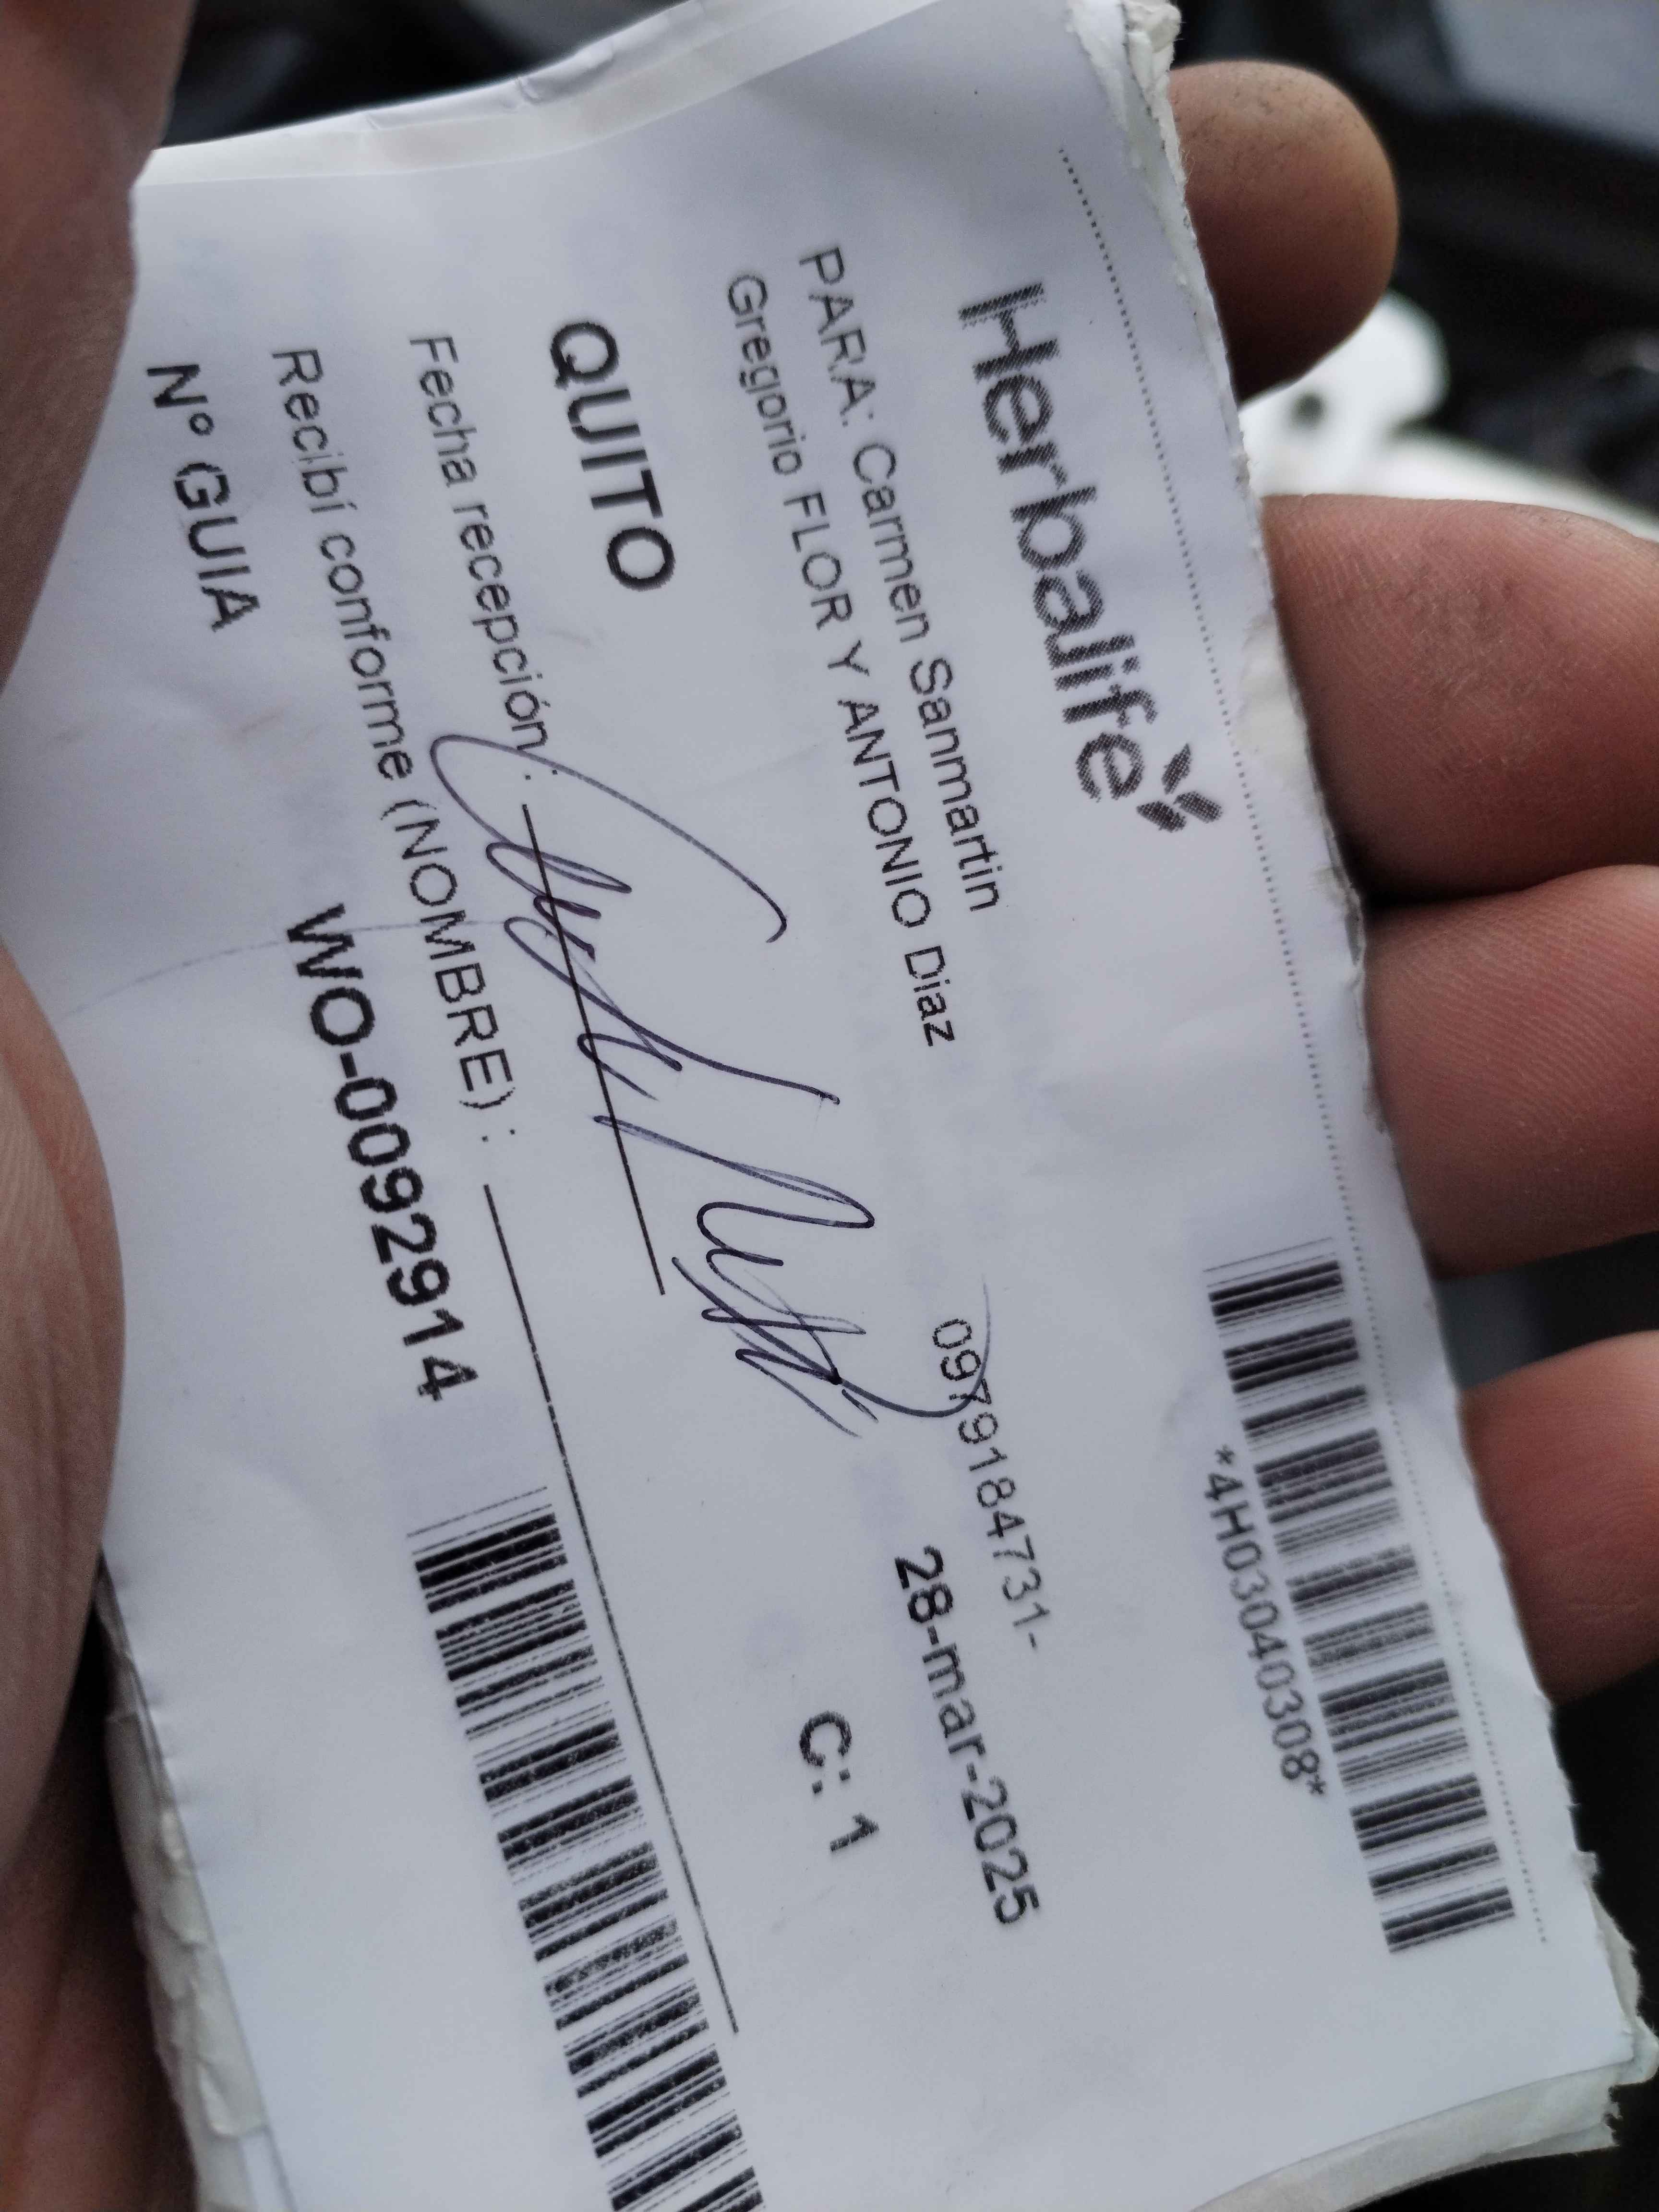 Herbalife
*4H03040308*
PARA: Carmen Sanmartin
0979184731-
Gregorio FLOR Y ANTONIO Diaz
28-mar-2025
QUITO
C: 1
Fecha recepción :
Recibí conforme (NOMBRE) :
Nº GUIA
WO-0092914